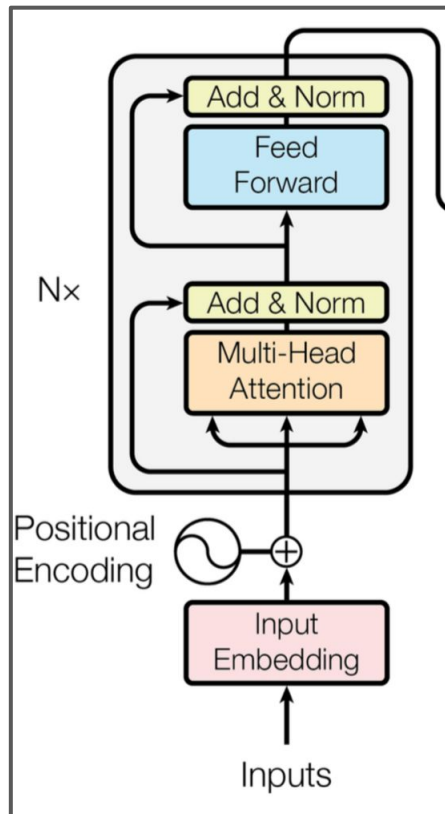 Add & Norm
Feed
Forward
Nx
Add & Norm
Multi-Head
Attention
Positional
Encoding
Input
Embedding
Inputs